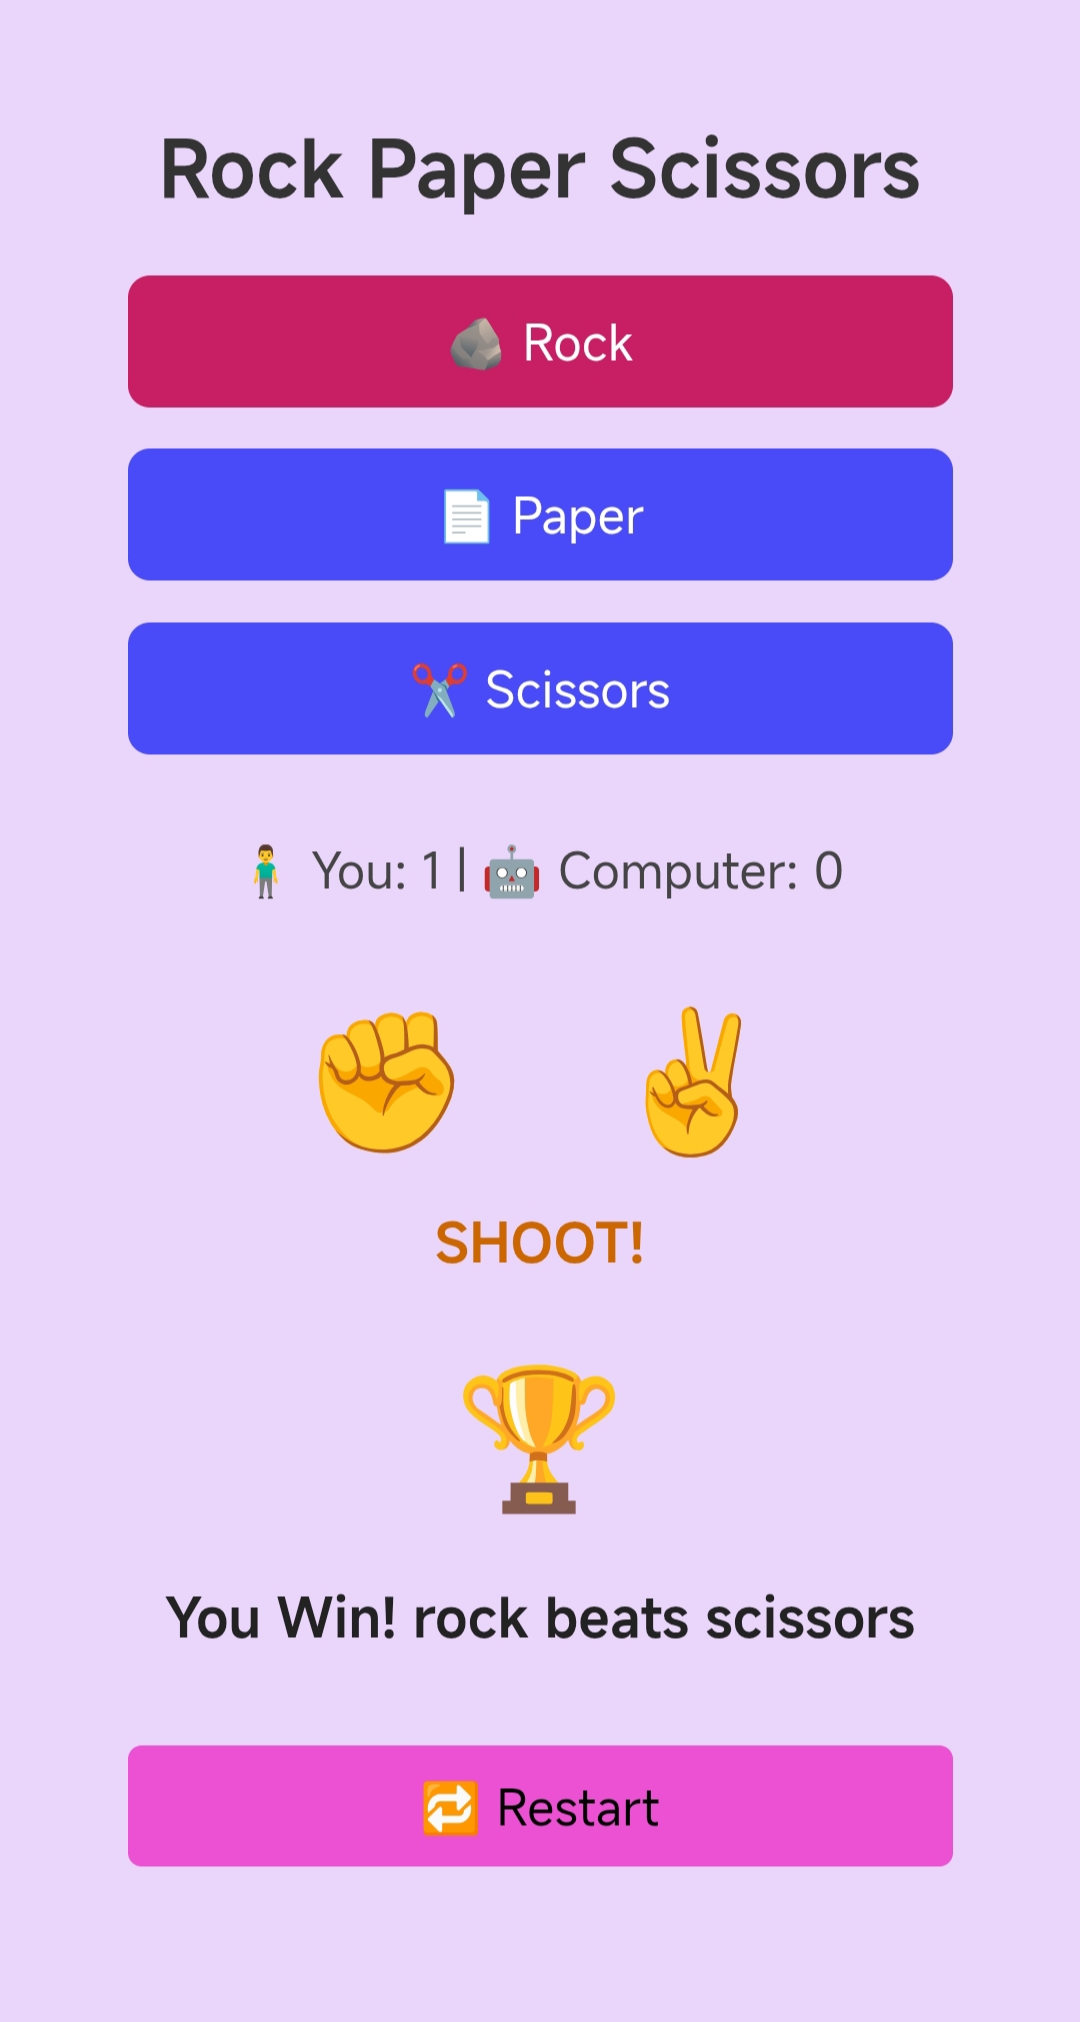 Rock Paper Scissors
🪨 Rock
📄 Paper
✂️ Scissors
🧍‍♂️ You: 1 | 🤖 Computer: 0
SHOOT!
You Win! rock beats scissors
🔁 Restart